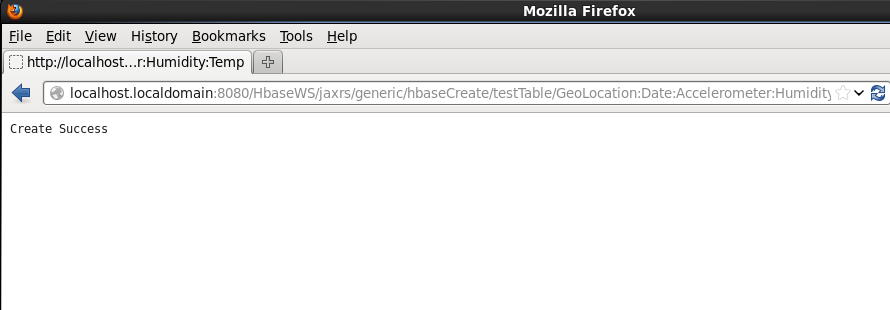 Mozilla Firefox
File Edit View History Bookmarks Tools Help
http://localhost...r:Humidity:Temp
localhost.localdomain:8080/HbaseWS/jaxrs/generic/hbaseCreate/testTable/GeoLocation:Date:Accelerometer:Humidity
Create Success